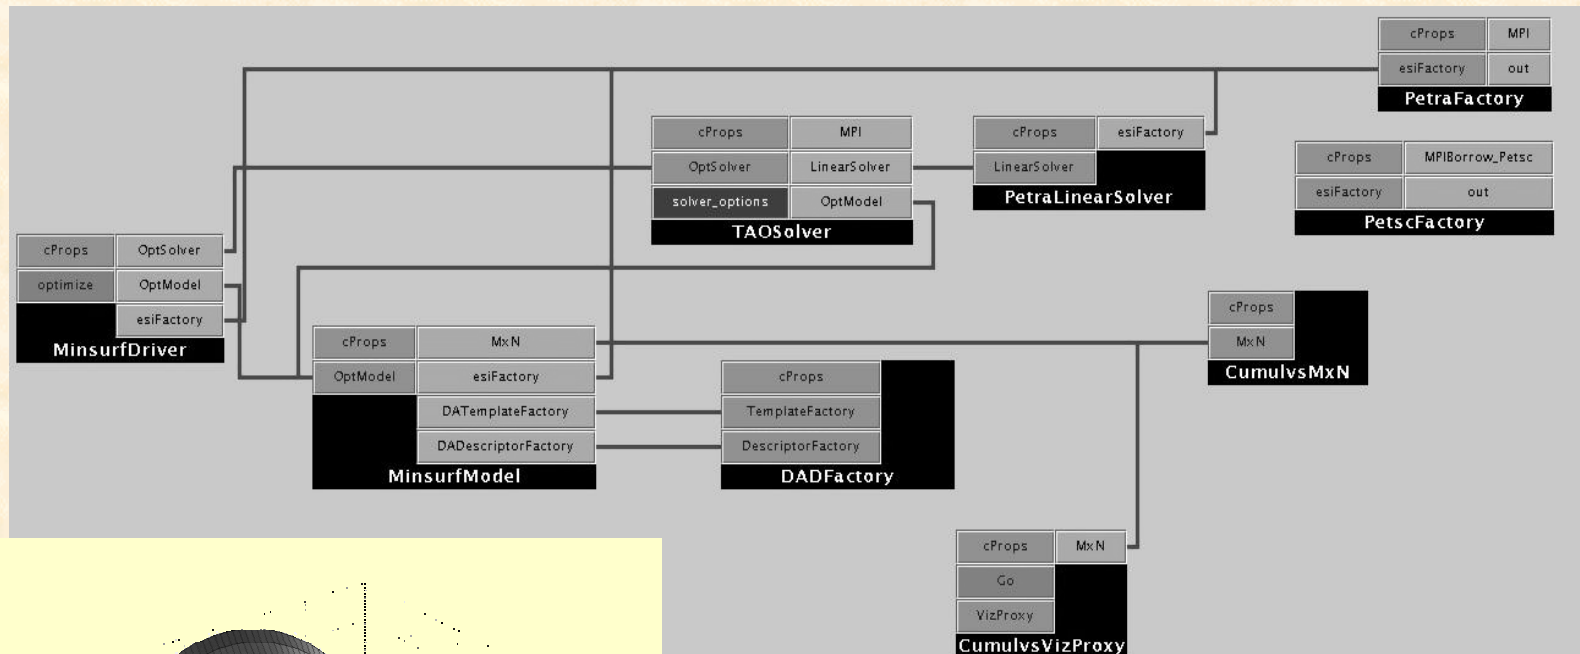 cProps MPI
esiFactory out
PetraFactory
cProps MPI
OptSolver LinearSolver
solver_options OptModel
TAOSolver
cProps esiFactory
LinearSolver
PetraLinearSolver
cProps MPIBorrow_Petsc
esiFactory out
PetscFactory
cProps OptSolver
optimize OptModel
esiFactory
MinsurfDriver
cProps MxN
OptModel esiFactory
DATemplateFactory
DADescriptorFactory
MinsurfModel
cProps
TemplateFactory
DescriptorFactory
DADFactory
cProps
MxN
CumulvsMxN
cProps MxN
Go
VizProxy
CumulvsVizProxy